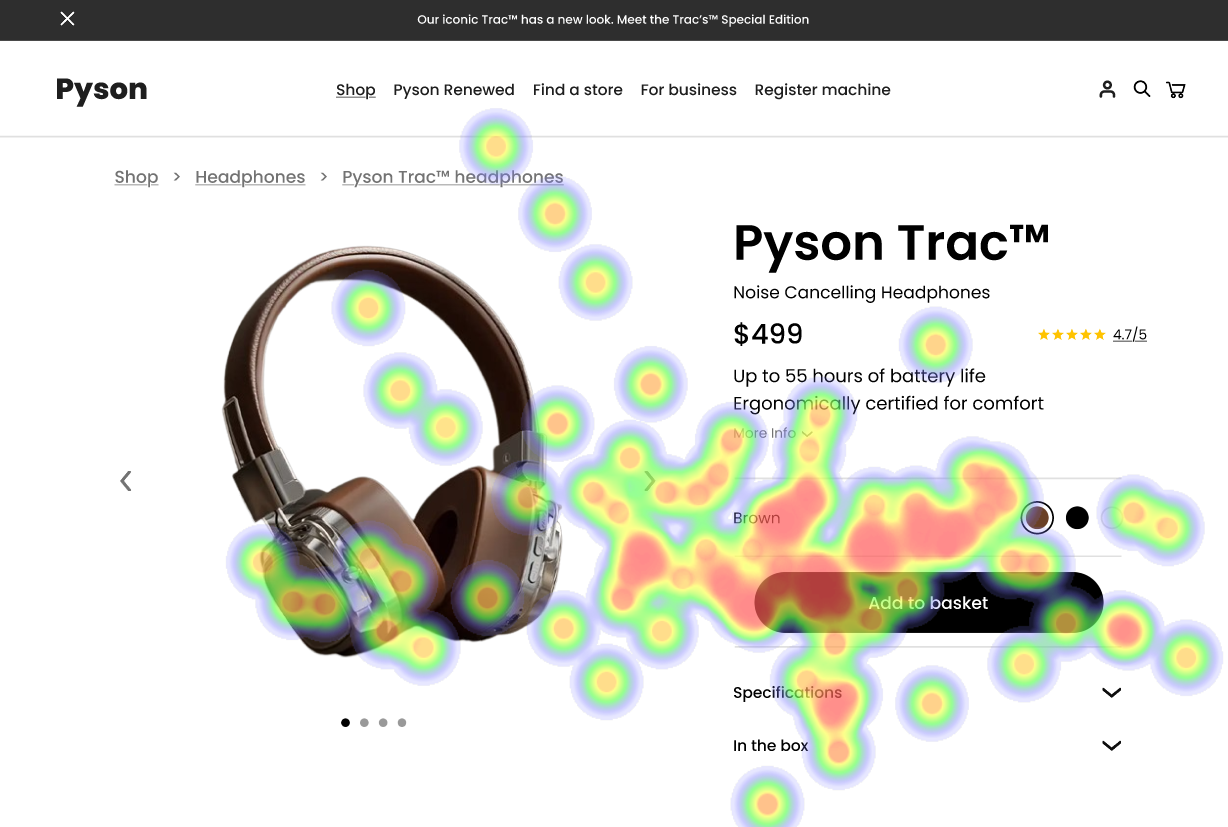 Our iconic Trac™ has a new look. Meet the Trac's™ Special Edition
Pyson
Shop Pyson Renewed Find a store For business Register machine
Shop > Headphones > Pyson Trac™ headphones
Pyson Trac™
Noise Cancelling Headphones
$499
4.7/5
Up to 55 hours of battery life
Ergonomically certified for comfort
More Info
Brown
Add to basket
Specifications
In the box